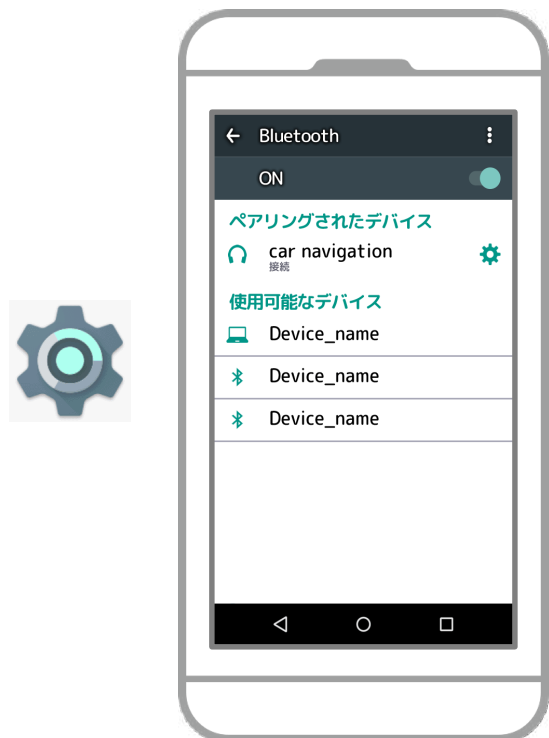 Bluetooth
ON
ペアリングされたデバイス
car navigation
接続
使用可能なデバイス
Device_name
Device_name
Device_name